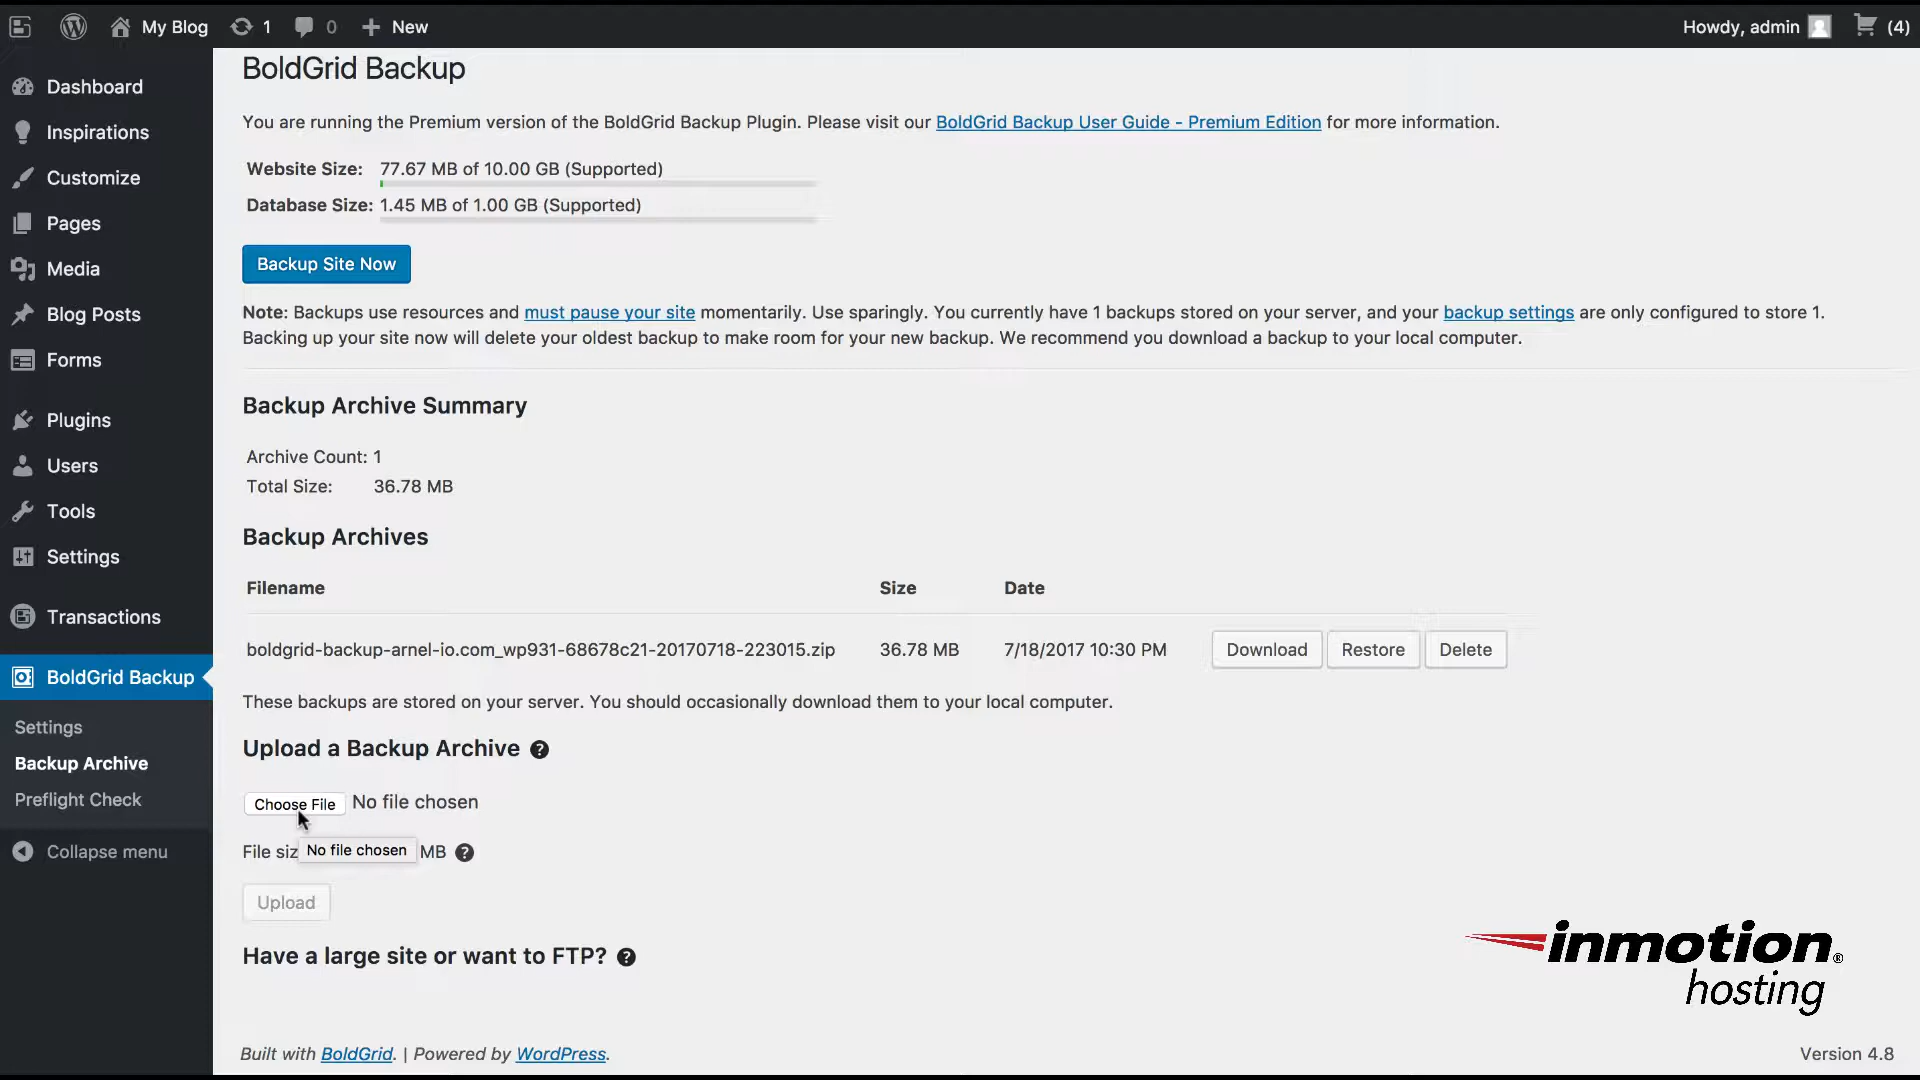 My Blog 1 0 New Howdy, admin (4)
Dashboard
Inspirations
Customize
Pages
Media
Blog Posts
Forms
Plugins
Users
Tools
Settings
Transactions
BoldGrid Backup
Settings
Backup Archive
Preflight Check
Collapse menu
BoldGrid Backup
You are running the Premium version of the BoldGrid Backup Plugin. Please visit our BoldGrid Backup User Guide - Premium Edition for more information.
Website Size: 77.67 MB of 10.00 GB (Supported)
Database Size: 1.45 MB of 1.00 GB (Supported)
Backup Site Now
Note: Backups use resources and must pause your site momentarily. Use sparingly. You currently have 1 backups stored on your server, and your backup settings are only configured to store 1.
Backing up your site now will delete your oldest backup to make room for your new backup. We recommend you download a backup to your local computer.
Backup Archive Summary
Archive Count: 1
Total Size: 36.78 MB
Backup Archives
Filename Size Date
boldgrid-backup-arnel-io.com_wp931-68678c21-20170718-223015.zip 36.78 MB 7/18/2017 10:30 PM Download Restore Delete
These backups are stored on your server. You should occasionally download them to your local computer.
Upload a Backup Archive ?
Choose File No file chosen
File siz No file chosen MB ?
Upload
Have a large site or want to FTP? ?
inmotion®
hosting
Built with BoldGrid. | Powered by WordPress. Version 4.8